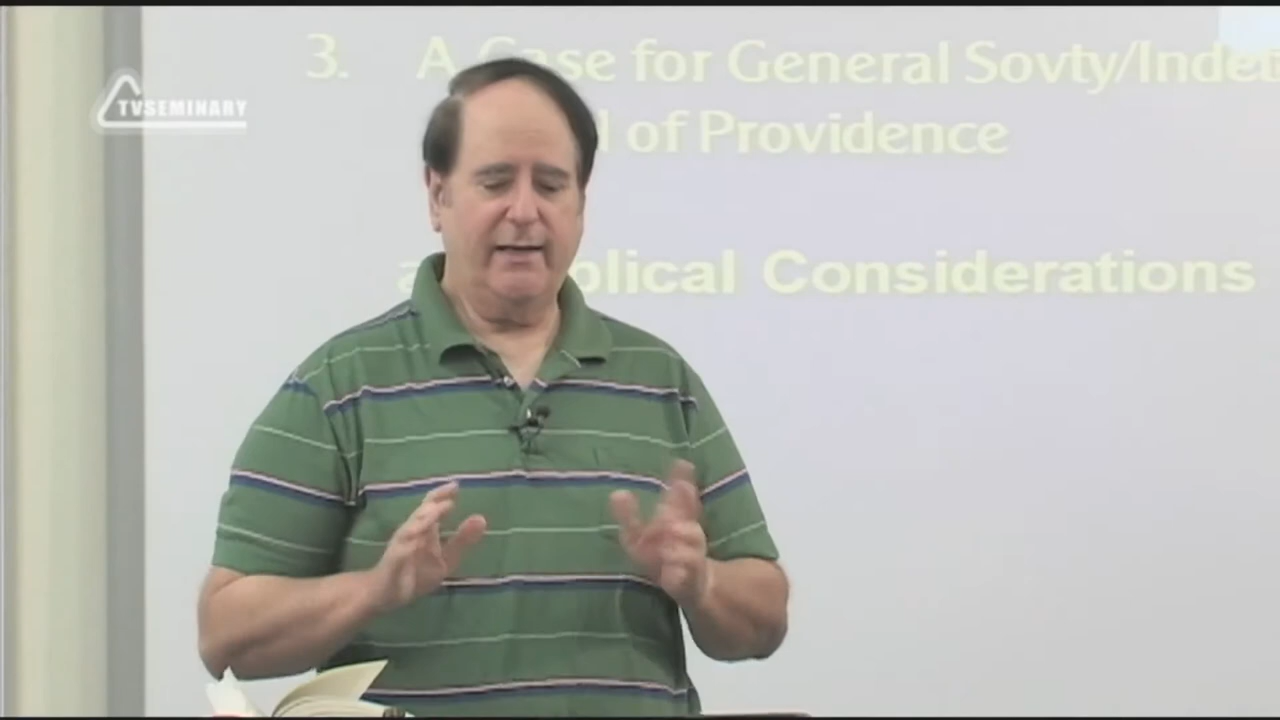 TVSEMINARY
3. A Case for General Sovty/Indet
of Providence
Considerations